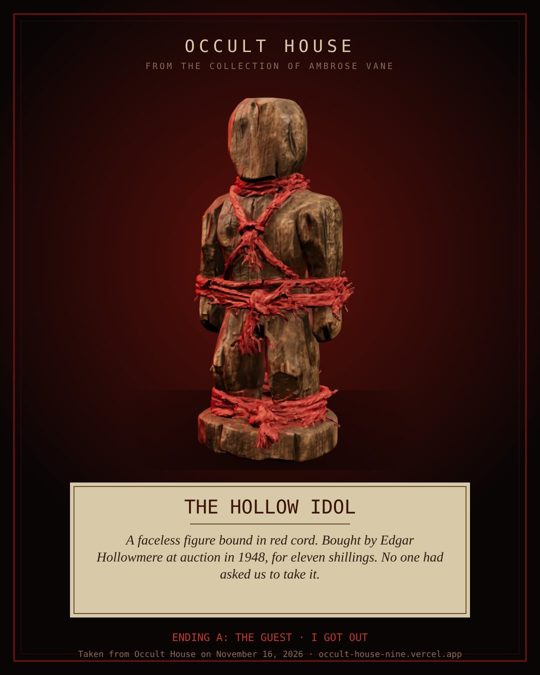 OCCULT HOUSE
FROM THE COLLECTION OF AMBROSE VANE
THE HOLLOW IDOL
A faceless figure bound in red cord. Bought by Edgar
Hollowmere at auction in 1948, for eleven shillings. No one had
asked us to take it.
ENDING A: THE GUEST · I GOT OUT
Taken from Occult House on November 16, 2026 · occult-house-nine.vercel.app